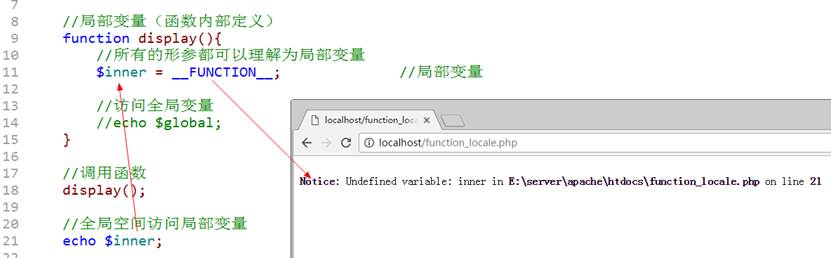 7
8 //局部变量（函数内部定义）
9 function display(){
10 //所有的形参都可以理解为局部变量
11 $inner = __FUNCTION__; //局部变量
12
13 //访问全局变量
14 //echo $global;
15 }
16
17 //调用函数
18 display();
19
20 //全局空间访问局部变量
21 echo $inner;
22
localhost/function_loca
localhost/function_locale.php
Notice: Undefined variable: inner in E:\server\apache\htdocs\function_locale.php on line 21